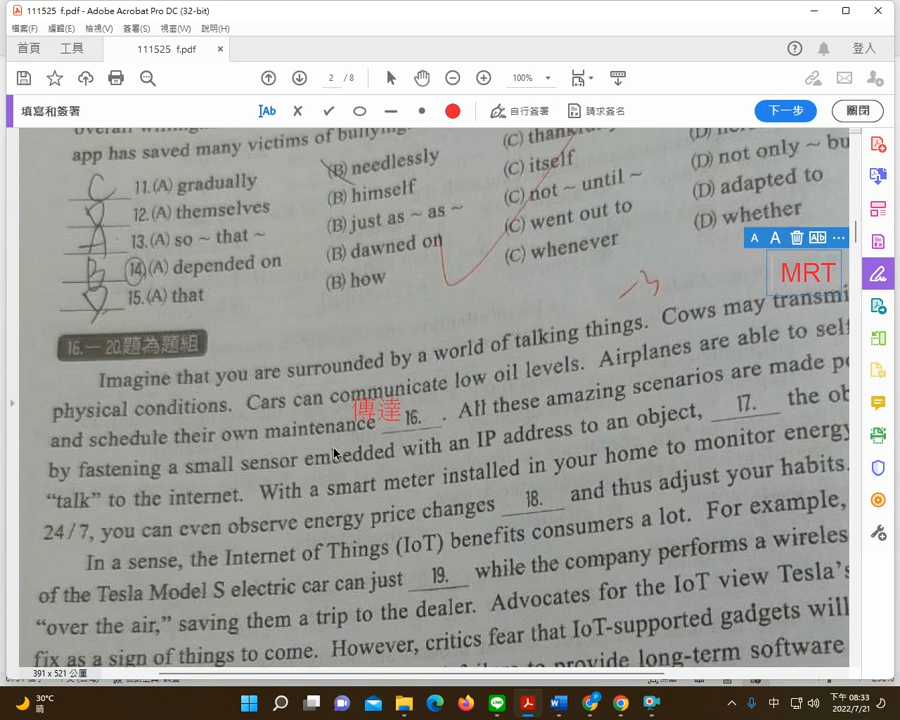 111525 f.pdf - Adobe Acrobat Pro DC (32-bit)
檔案(F) 編輯(E) 檢視(V) 簽署(S) 視窗(W) 說明(H)
首頁 工具 111525 f.pdf × 登入
2 / 8 100%
填寫和簽署 Ab 自行簽署 請求簽名 下一步 關閉
app has saved many victims of bullying.
C 11.(A) gradually (B) needlessly (C) (D)
D 12.(A) themselves (B) himself (C) itself (D) not only ~ bu
A 13.(A) so ~ that ~ (B) just as ~ as ~ (C) not ~ until ~ (D) adapted to
B 14.(A) depended on (B) dawned on (C) went out to (D) whether
D 15.(A) that (B) how (C) whenever
A A Ab ...
MRT
-3
16.－20.題為題組
Imagine that you are surrounded by a world of talking things. Cows may transmi
physical conditions. Cars can communicate low oil levels. Airplanes are able to self
傳達
and schedule their own maintenance 16. All these amazing scenarios are made po
by fastening a small sensor embedded with an IP address to an object, 17. the ob
“talk” to the internet. With a smart meter installed in your home to monitor energy
24/7, you can even observe energy price changes 18. and thus adjust your habits.
In a sense, the Internet of Things (IoT) benefits consumers a lot. For example,
of the Tesla Model S electric car can just 19. while the company performs a wireles
“over the air,” saving them a trip to the dealer. Advocates for the IoT view Tesla’s
fix as a sign of things to come. However, critics fear that IoT-supported gadgets will
to provide long-term software
391 x 521 公厘
30°C
晴
中
下午 08:33
2022/7/21